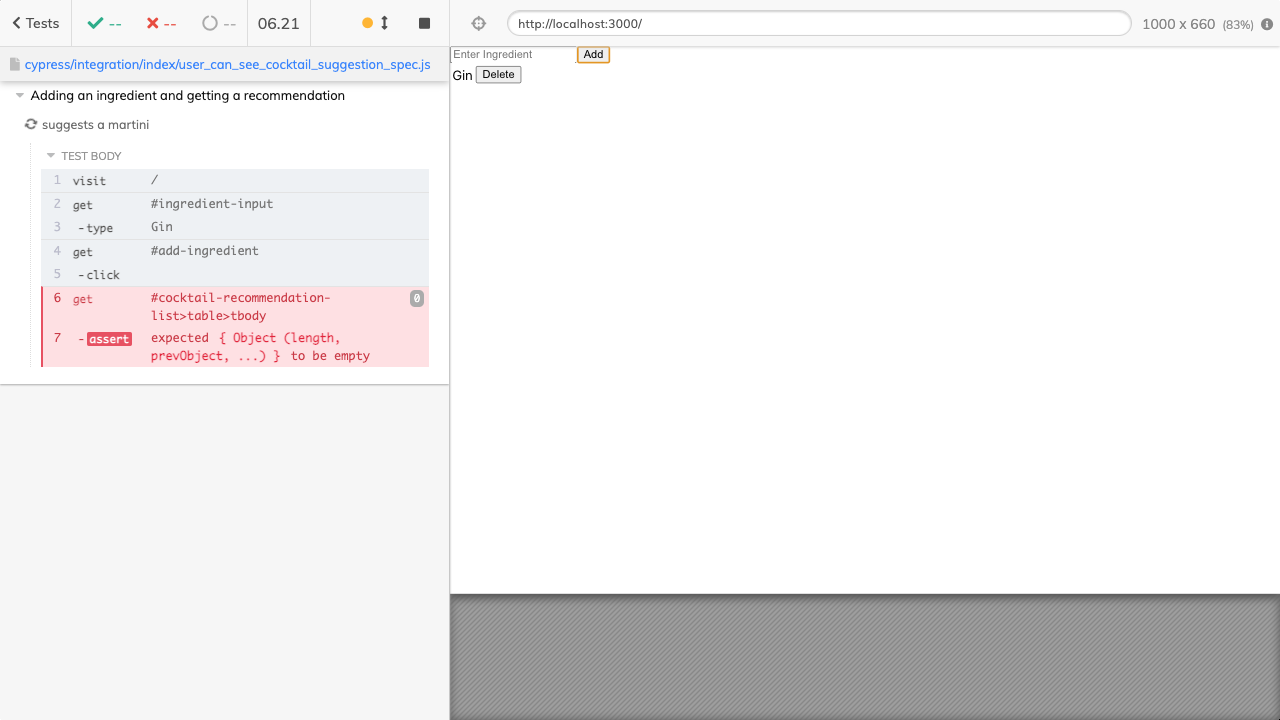 Tests
--
--
--
06.21
http://localhost:3000/
1000 x 660 (83%)
cypress/integration/index/user_can_see_cocktail_suggestion_spec.js
Adding an ingredient and getting a recommendation
suggests a martini
TEST BODY
1 visit /
2 get #ingredient-input
3 -type Gin
4 get #add-ingredient
5 -click
6 get #cocktail-recommendation-
list>table>tbody 0
7 -assert expected { Object (length,
prevObject, ...) } to be empty
Enter Ingredient Add
Gin Delete